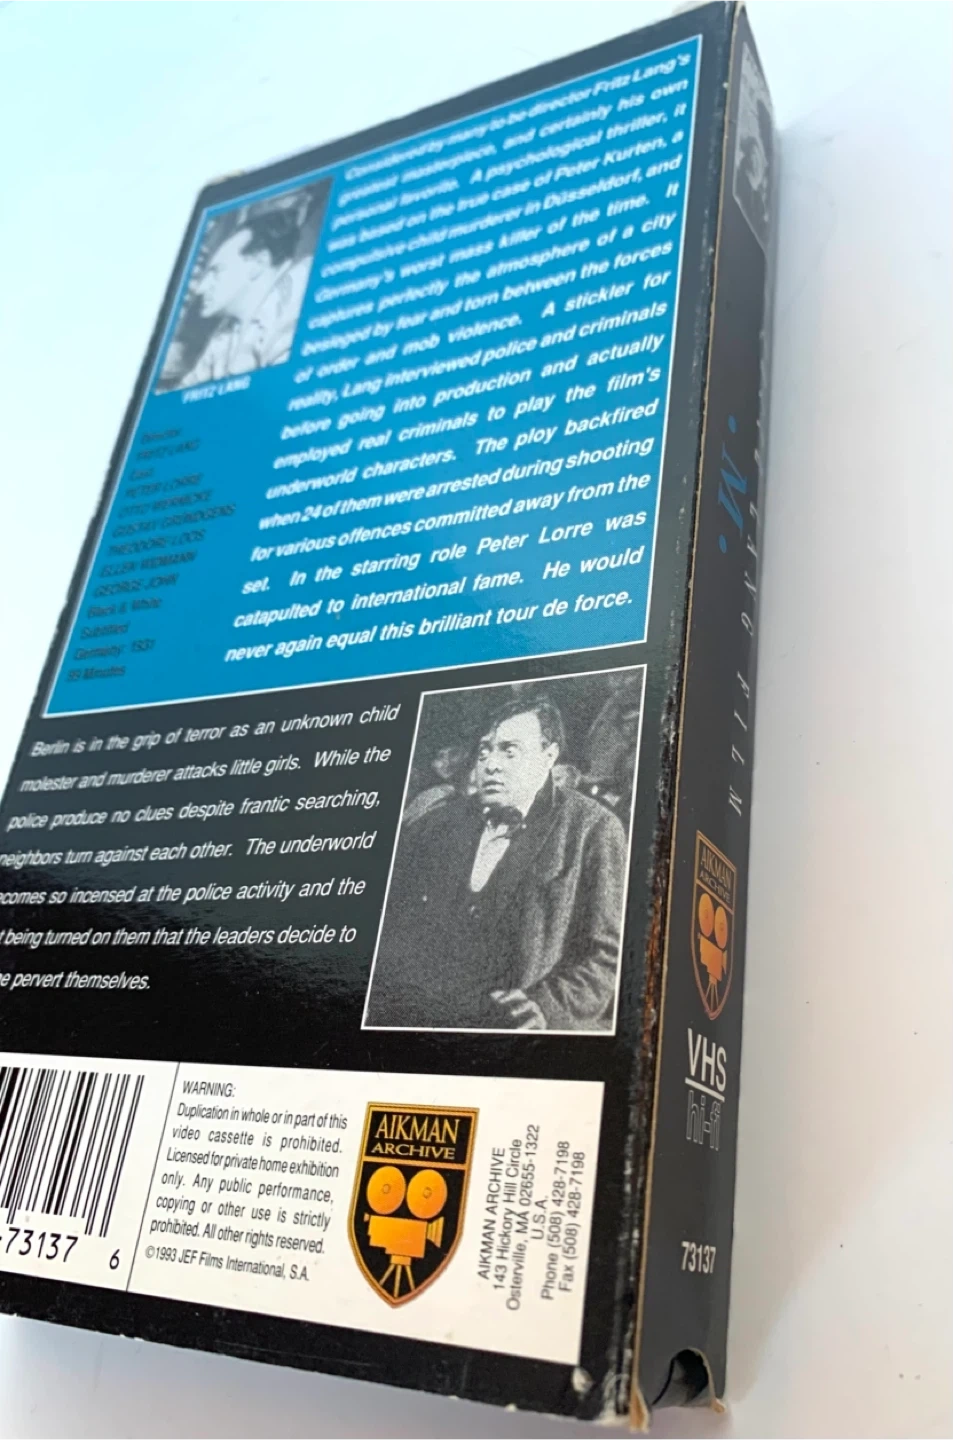 Considered by many to be director Fritz Lang's
greatest masterpiece, and certainly his own
personal favorite. A psychological thriller, it
was based on the true case of Peter Kurten, a
compulsive child murderer in Düsseldorf, and
Germany's worst mass killer of the time. It
captures perfectly the atmosphere of a city
besieged by fear and torn between the forces
of order and mob violence. A stickler for
reality, Lang interviewed police and criminals
before going into production and actually
employed real criminals to play the film's
underworld characters. The ploy backfired
when 24 of them were arrested during shooting
for various offences committed away from the
set. In the starring role Peter Lorre was
catapulted to international fame. He would
never again equal this brilliant tour de force.
FRITZ LANG
Director
FRITZ LANG
Cast
PETER LORRE
OTTO WERNICKE
GUSTAV GRÜNDGENS
THEODORE LOOS
ELLEN WIDMANN
GEORGE JOHN
Black & White
Subtitled
Germany: 1931
99 Minutes
Berlin is in the grip of terror as an unknown child
molester and murderer attacks little girls. While the
police produce no clues despite frantic searching,
neighbors turn against each other. The underworld
comes so incensed at the police activity and the
being turned on them that the leaders decide to
pervert themselves.
-73137 6
WARNING:
Duplication in whole or in part of this
video cassette is prohibited.
Licensed for private home exhibition
only. Any public performance,
copying or other use is strictly
prohibited. All other rights reserved.
©1993 JEF Films International, S.A.
AIKMAN
ARCHIVE
AIKMAN ARCHIVE
143 Hickory Hill Circle
Osterville, MA 02655-1322
U.S.A.
Phone (508) 428-7198
Fax (508) 428-7198
• M •
FILM
AIKMAN
ARCHIVE
VHS
hi-fi
73137